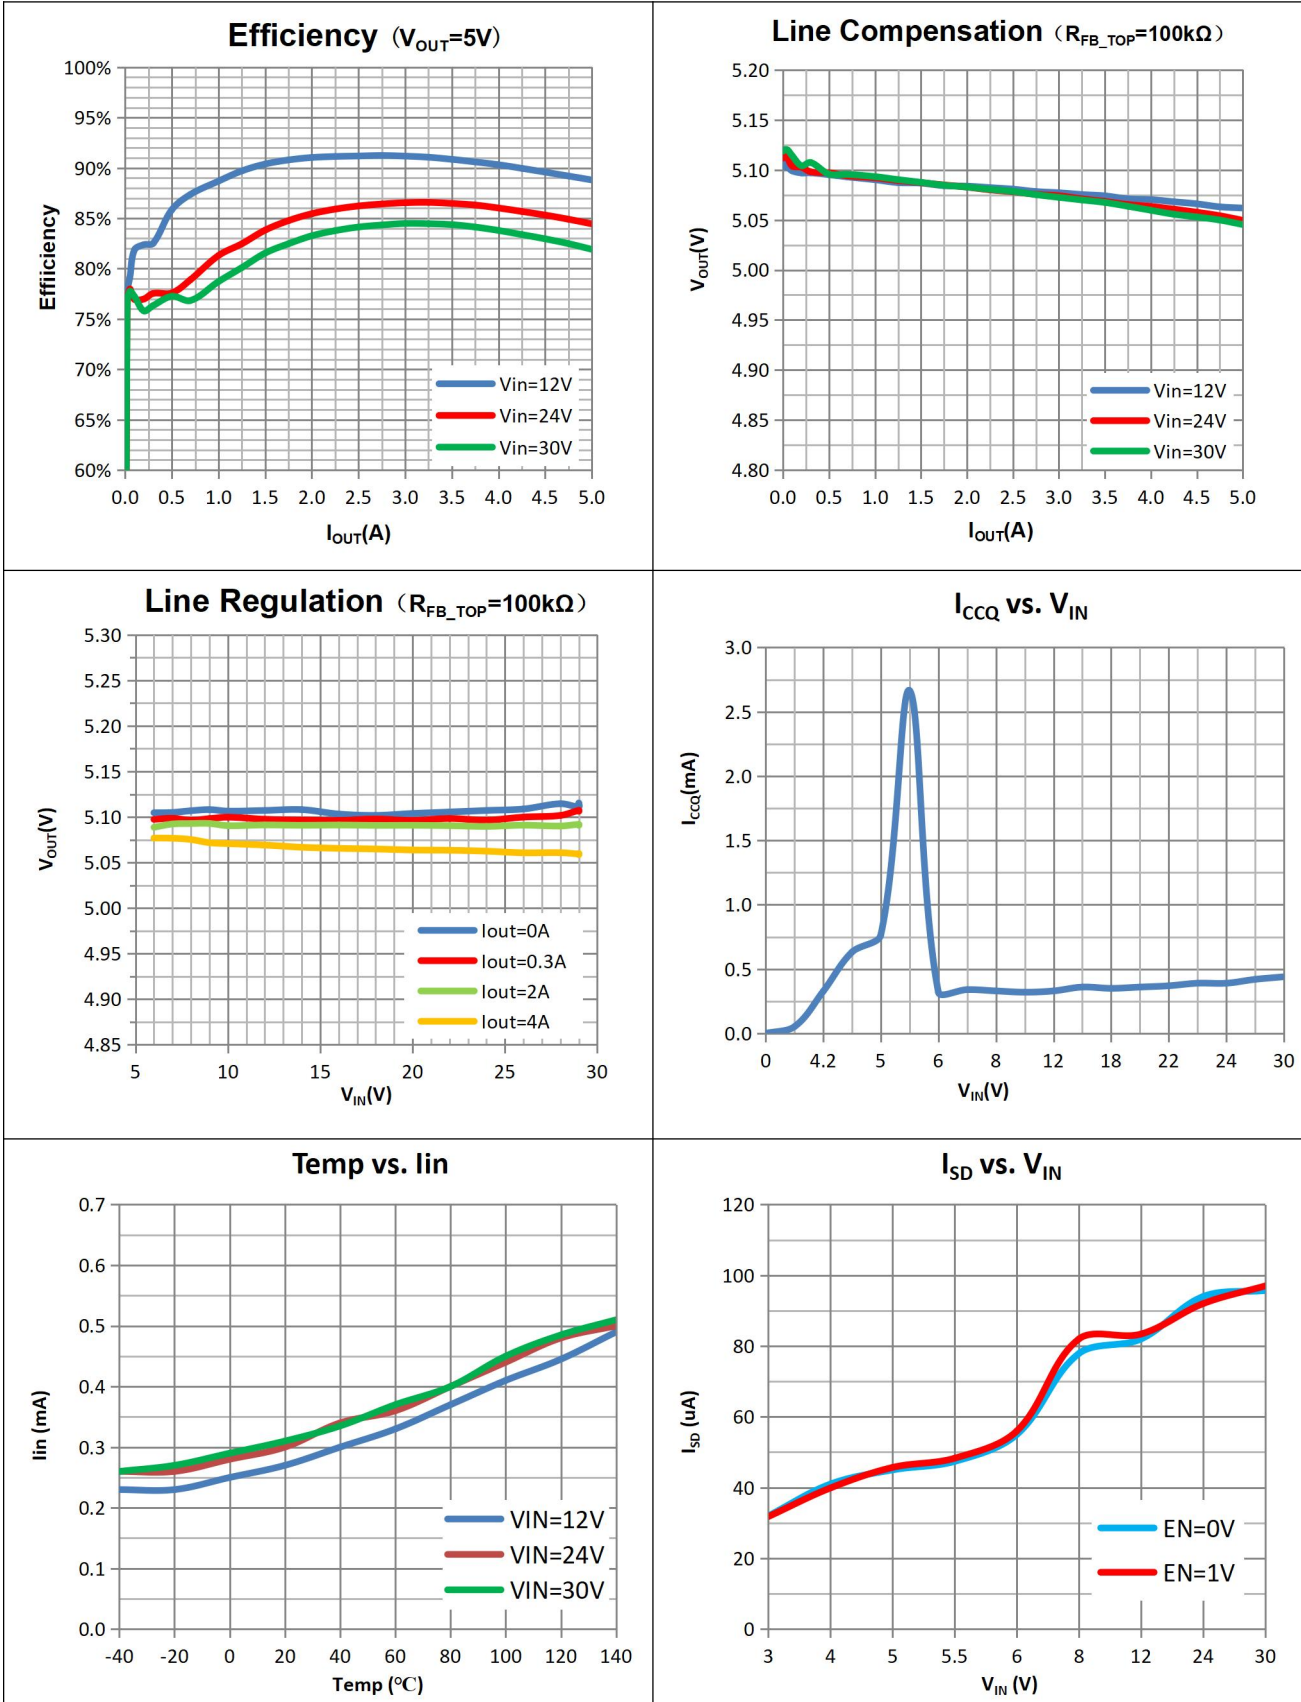 Efficiency (VOUT=5V)
100%
95%
90%
85%
80%
75%
70%
65%
60%
Effiiciency
Vin=12V
Vin=24V
Vin=30V
0.0 0.5 1.0 1.5 2.0 2.5 3.0 3.5 4.0 4.5 5.0
IOUT(A)
Line Compensation（RFB_TOP=100kΩ）
5.20
5.15
5.10
5.05
5.00
4.95
4.90
4.85
4.80
VOUT(V)
Vin=12V
Vin=24V
Vin=30V
0.0 0.5 1.0 1.5 2.0 2.5 3.0 3.5 4.0 4.5 5.0
IOUT(A)
Line Regulation（RFB_TOP=100kΩ）
5.30
5.25
5.20
5.15
5.10
5.05
5.00
4.95
4.90
4.85
VOUT(V)
Iout=0A
Iout=0.3A
Iout=2A
Iout=4A
5 10 15 20 25 30
VIN(V)
ICCQ vs. VIN
3.0
2.5
2.0
1.5
1.0
0.5
0.0
ICCQ(mA)
0 4.2 5 6 8 12 18 22 24 30
VIN(V)
Temp vs. Iin
0.7
0.6
0.5
0.4
0.3
0.2
0.1
0.0
Iin (mA)
VIN=12V
VIN=24V
VIN=30V
-40 -20 0 20 40 60 80 100 120 140
Temp (℃)
ISD vs. VIN
120
100
80
60
40
20
0
ISD (uA)
EN=0V
EN=1V
3 4 5 5.5 6 8 12 24 30
VIN (V)